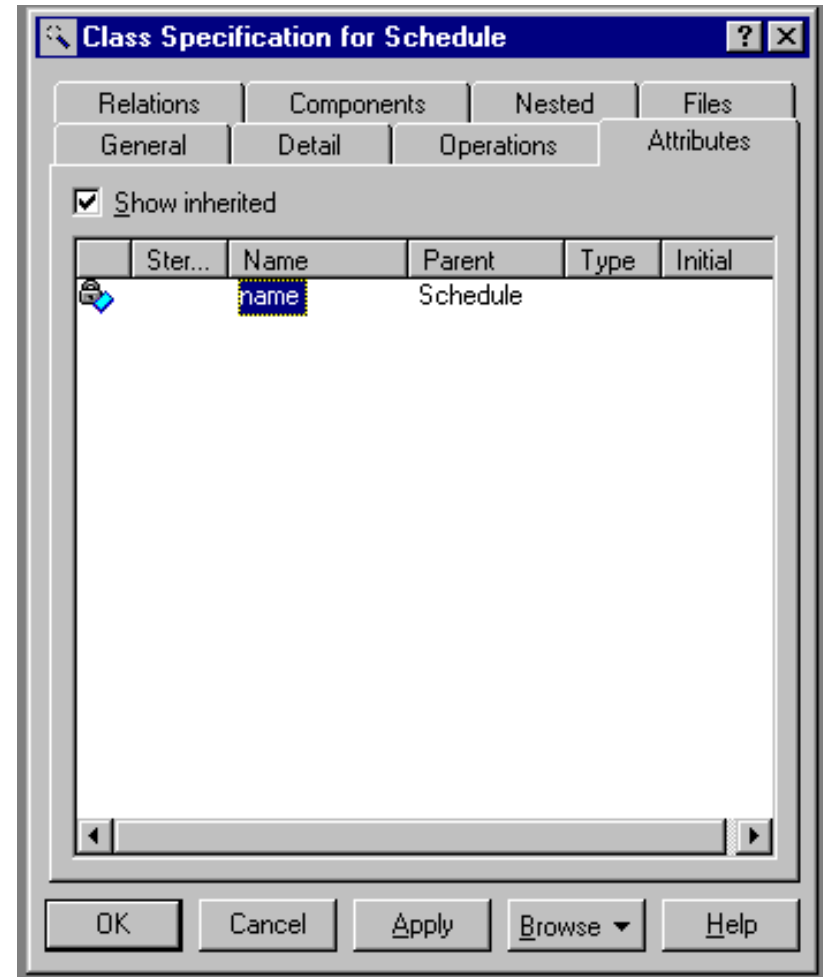 Class Specification for Schedule
Relations Components Nested Files
General Detail Operations Attributes
Show inherited
Ster... Name Parent Type Initial
name Schedule
OK Cancel Apply Browse Help